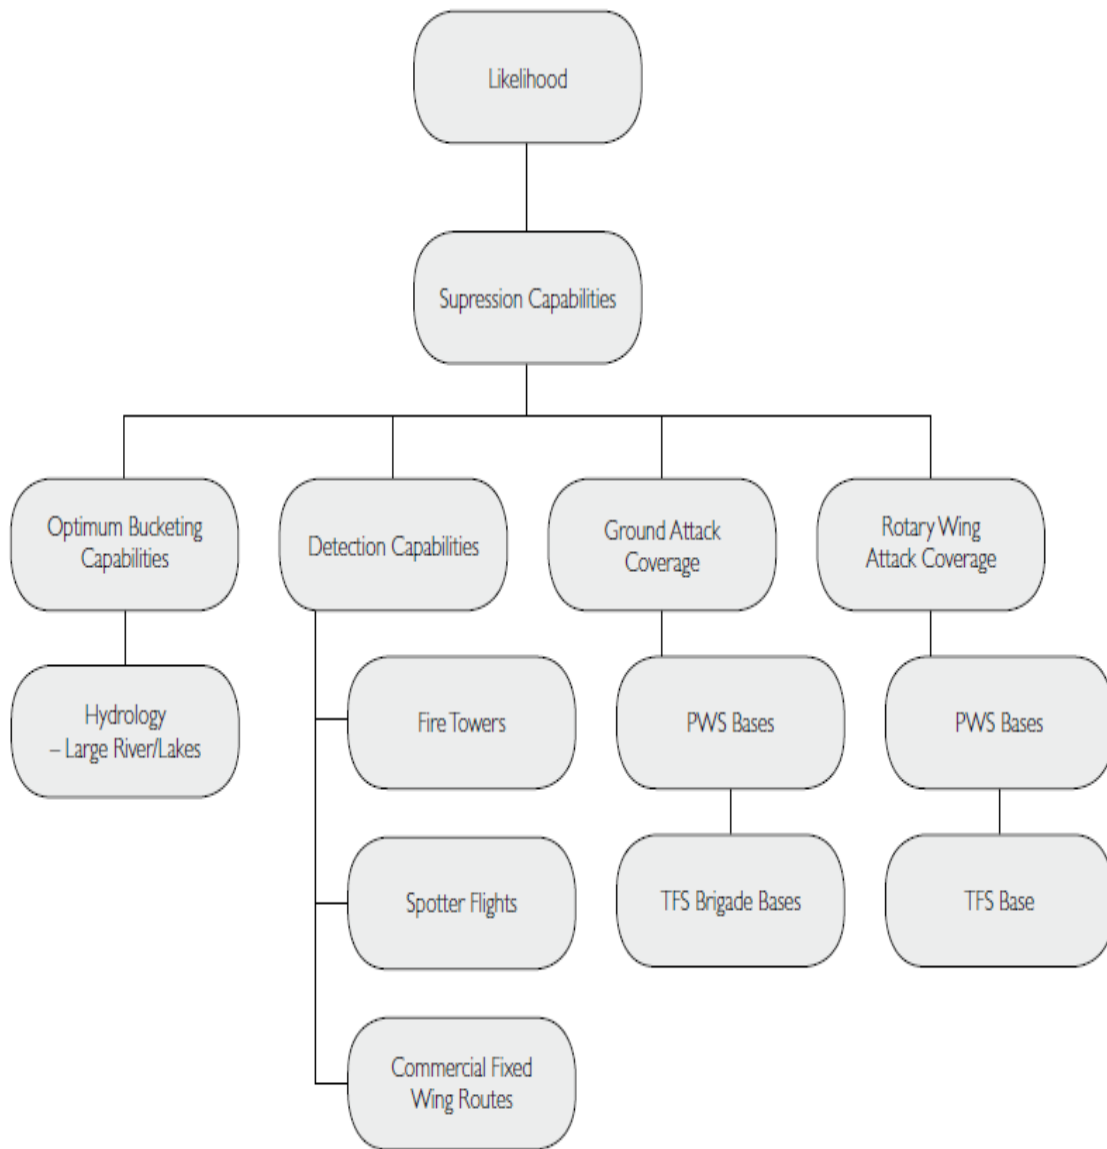 Likelihood
Supression Capabilities
Optimum Bucketing
Capabilities
Detection Capabilities
Ground Attack
Coverage
Rotary Wing
Attack Coverage
Hydrology
– Large River/Lakes
Fire Towers
PWS Bases
PWS Bases
Spotter Flights
TFS Brigade Bases
TFS Base
Commercial Fixed
Wing Routes